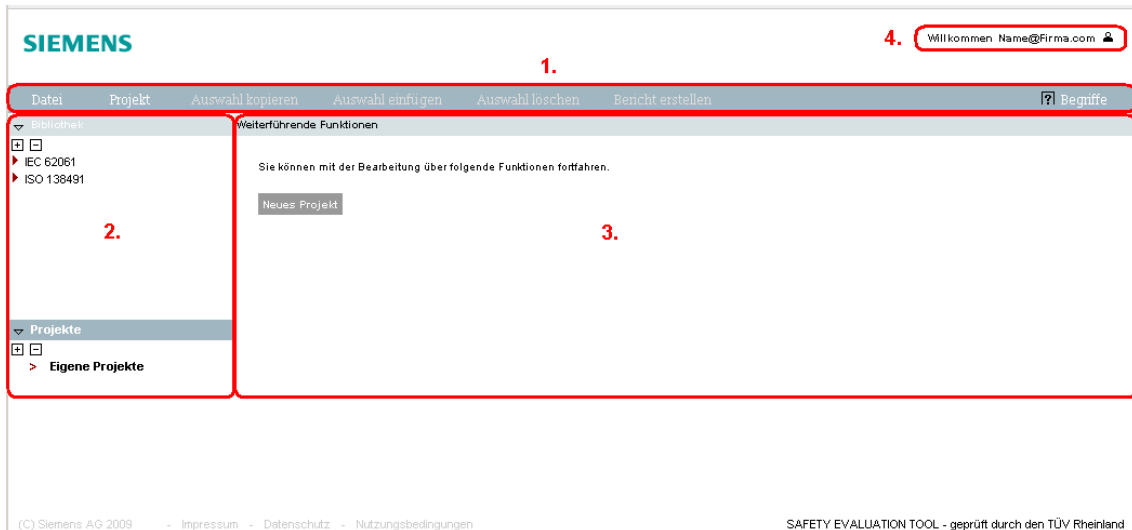 SIEMENS
4. Willkommen Name@Firma.com
1.
Datei Projekt Auswahl kopieren Auswahl einfügen Auswahl löschen Bericht erstellen ? Begriffe
Bibliothek
Weiterführende Funktionen
IEC 62061
ISO 138491
Sie können mit der Bearbeitung über folgende Funktionen fortfahren.
Neues Projekt
2.
3.
Projekte
> Eigene Projekte
(C) Siemens AG 2009 - Impressum - Datenschutz - Nutzungsbedingungen
SAFETY EVALUATION TOOL - geprüft durch den TÜV Rheinland